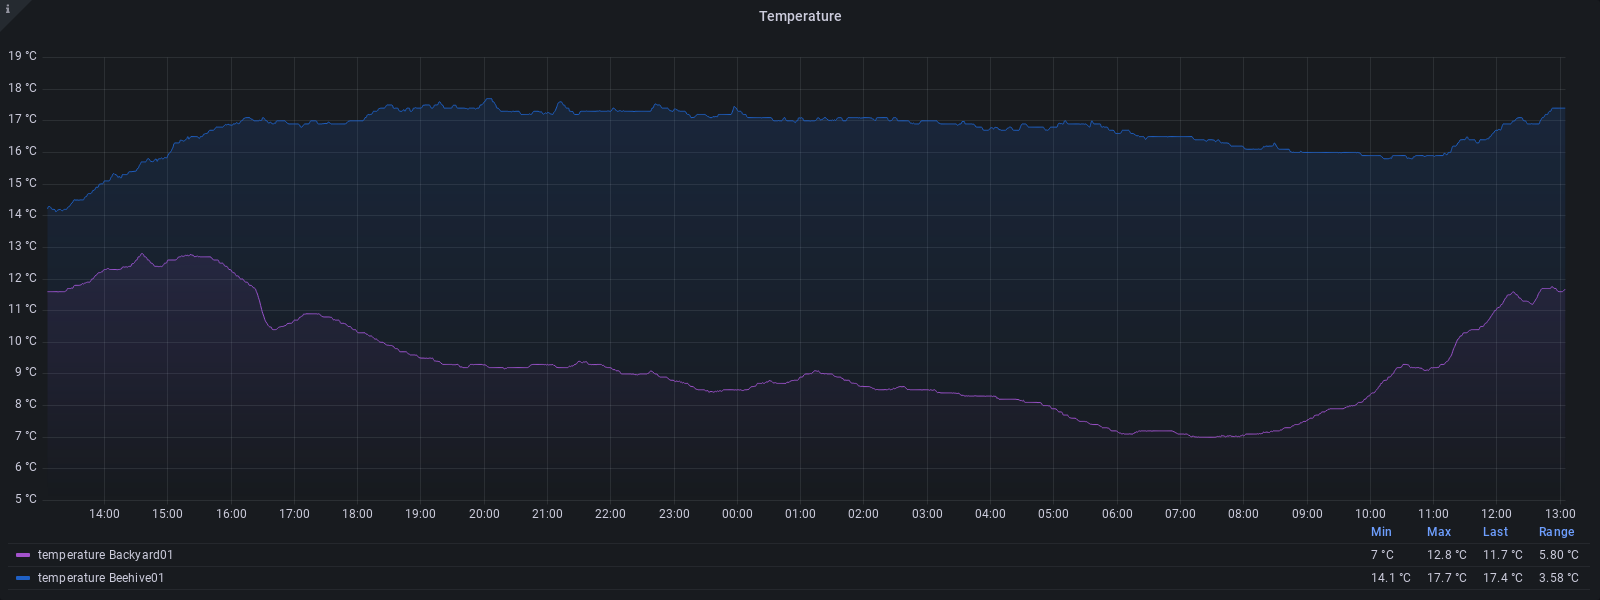 i
Temperature
19 °C
18 °C
17 °C
16 °C
15 °C
14 °C
13 °C
12 °C
11 °C
10 °C
9 °C
8 °C
7 °C
6 °C
5 °C
14:00 15:00 16:00 17:00 18:00 19:00 20:00 21:00 22:00 23:00 00:00 01:00 02:00 03:00 04:00 05:00 06:00 07:00 08:00 09:00 10:00 11:00 12:00 13:00
Min Max Last Range
temperature Backyard01 7 °C 12.8 °C 11.7 °C 5.80 °C
temperature Beehive01 14.1 °C 17.7 °C 17.4 °C 3.58 °C